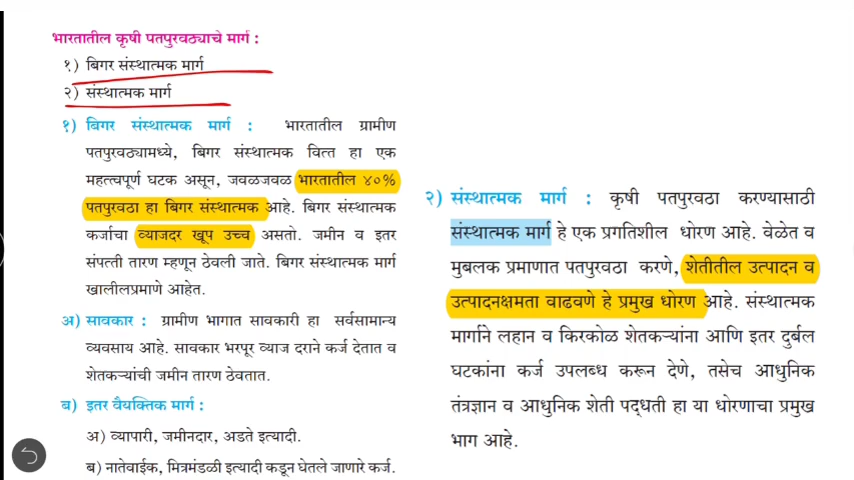 भारतातील कृषी पतपुरवठ्याचे मार्ग :
१) बिगर संस्थात्मक मार्ग
२) संस्थात्मक मार्ग
१) बिगर संस्थात्मक मार्ग : भारतातील ग्रामीण
पतपुरवठ्यामध्ये, बिगर संस्थात्मक वित्त हा एक
महत्त्वपूर्ण घटक असून, जवळजवळ भारतातील ४०%
पतपुरवठा हा बिगर संस्थात्मक आहे. बिगर संस्थात्मक
कर्जाचा व्याजदर खूप उच्च असतो. जमीन व इतर
संपत्ती तारण म्हणून ठेवली जाते. बिगर संस्थात्मक मार्ग
खालीलप्रमाणे आहेत.
अ) सावकार : ग्रामीण भागात सावकारी हा सर्वसामान्य
व्यवसाय आहे. सावकार भरपूर व्याज दराने कर्ज देतात व
शेतकऱ्यांची जमीन तारण ठेवतात.
ब) इतर वैयक्तिक मार्ग :
अ) व्यापारी, जमीनदार, अडते इत्यादी.
ब) नातेवाईक, मित्रमंडळी इत्यादी कडून घेतले जाणारे कर्ज.
२) संस्थात्मक मार्ग : कृषी पतपुरवठा करण्यासाठी
संस्थात्मक मार्ग हे एक प्रगतिशील धोरण आहे. वेळेत व
मुबलक प्रमाणात पतपुरवठा करणे, शेतीतील उत्पादन व
उत्पादनक्षमता वाढवणे हे प्रमुख धोरण आहे. संस्थात्मक
मार्गाने लहान व किरकोळ शेतकऱ्यांना आणि इतर दुर्बल
घटकांना कर्ज उपलब्ध करून देणे, तसेच आधुनिक
तंत्रज्ञान व आधुनिक शेती पद्धती हा या धोरणाचा प्रमुख
भाग आहे.